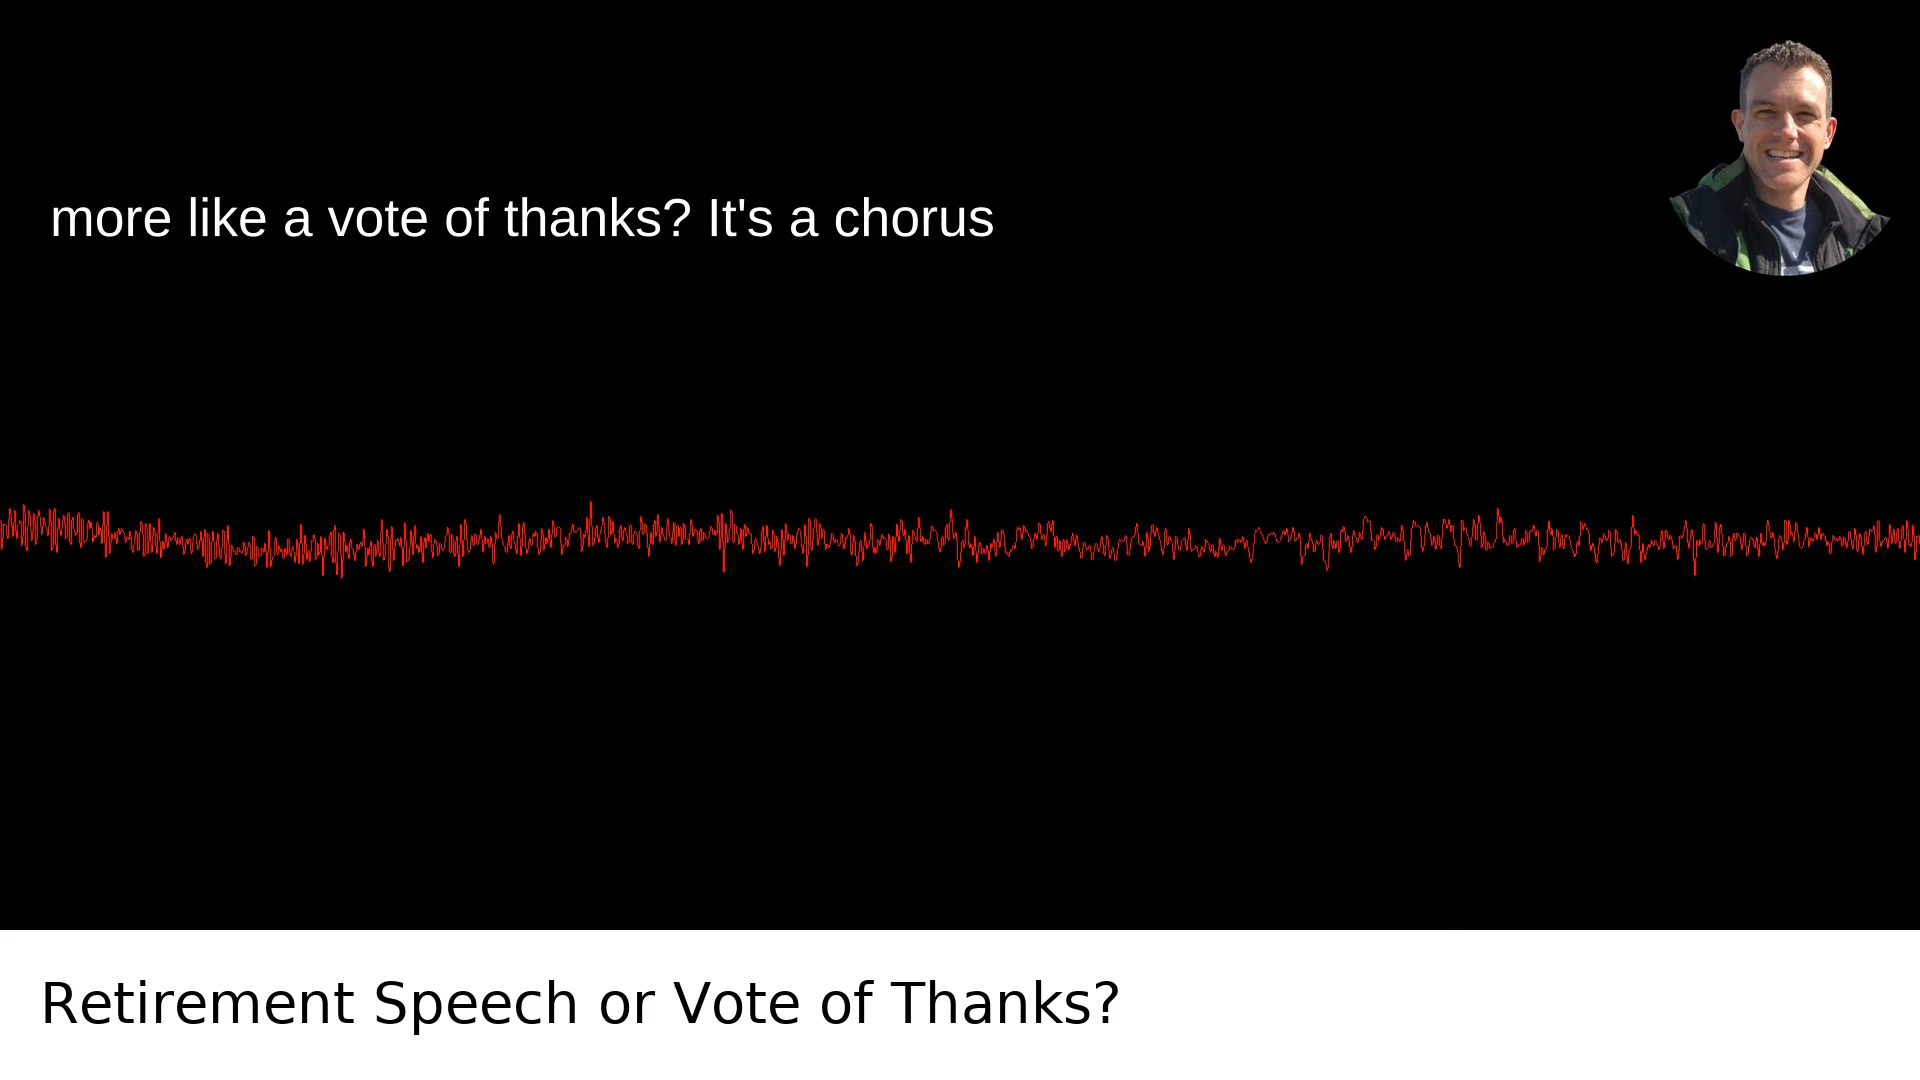 more like a vote of thanks? It's a chorus
Retirement Speech or Vote of Thanks?